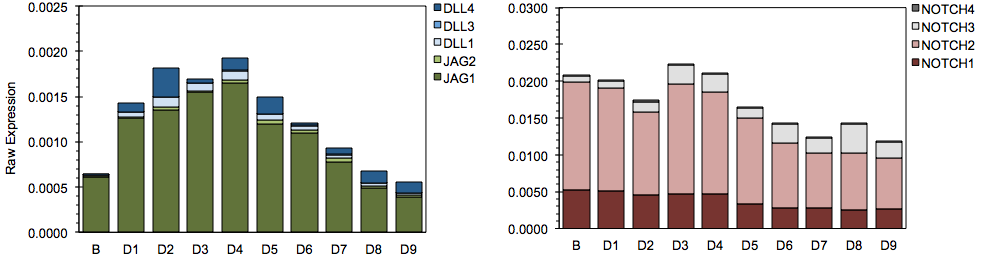 Raw Expression
0.0025
0.0020
0.0015
0.0010
0.0005
0.0000
B D1 D2 D3 D4 D5 D6 D7 D8 D9
DLL4
DLL3
DLL1
JAG2
JAG1
0.0300
0.0250
0.0200
0.0150
0.0100
0.0050
0.0000
B D1 D2 D3 D4 D5 D6 D7 D8 D9
NOTCH4
NOTCH3
NOTCH2
NOTCH1